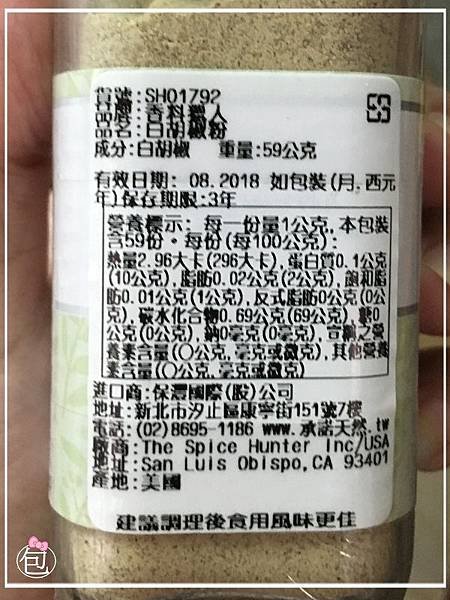 貨號:SH01792
品牌:香料獵人
品名:白胡椒粉
成分:白胡椒 重量:59公克
有效日期: 08.2018 如包裝(月.西元
年)保存期限:3年
營養標示: 每一份量1公克,本包裝
含59份。每份(每100公克):
熱量2.96大卡(296大卡),蛋白質0.1公克
(10公克),脂肪0.02公克(2公克),飽和脂
肪0.01公克(1公克),反式脂肪0公克(0公
克),碳水化合物0.69公克(69公克),糖0
公克(0公克),鈉0毫克(0毫克),宣稱之營
養素含量(〇公克,毫克或微克),其他營養
素含量(〇公克,毫克或微克)
進口商:保澧國際(股)公司
地址:新北市汐止區康寧街151號7樓
電話:(02)8695-1186 www.承諾天然.tw
廠商:The Spice Hunter Inc/USA
地址:San Luis Obispo,CA 93401
產地:美國
建議調理後食用風味更佳
包